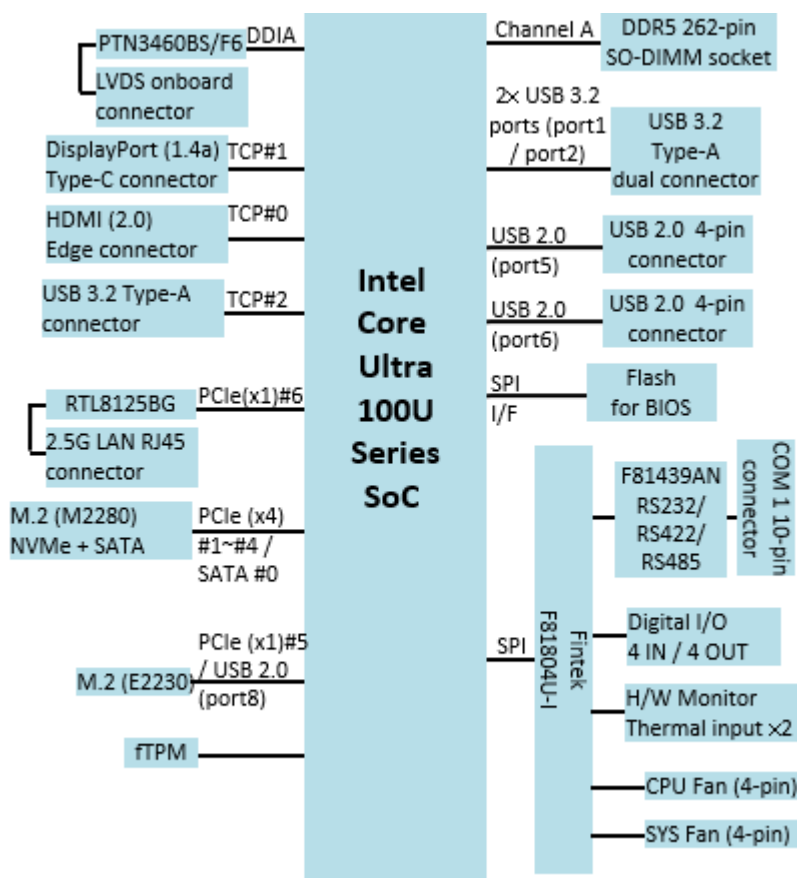 PTN3460BS/F6
DDIA
LVDS onboard
connector
DisplayPort (1.4a)
Type-C connector
TCP#1
HDMI (2.0)
Edge connector
TCP#0
USB 3.2 Type-A
connector
TCP#2
RTL8125BG
PCIe(x1)#6
2.5G LAN RJ45
connector
M.2 (M2280)
NVMe + SATA
PCIe (x4)
#1~#4 /
SATA #0
M.2 (E2230)
PCIe (x1)#5
/ USB 2.0
(port8)
fTPM
Intel
Core
Ultra
100U
Series
SoC
Channel A
DDR5 262-pin
SO-DIMM socket
2× USB 3.2
ports (port1
/ port2)
USB 3.2
Type-A
dual connector
USB 2.0
(port5)
USB 2.0 4-pin
connector
USB 2.0
(port6)
USB 2.0 4-pin
connector
SPI
I/F
Flash
for BIOS
SPI
Fintek
F81804U-I
F81439AN
RS232/
RS422/
RS485
COM 1 10-pin
connector
Digital I/O
4 IN / 4 OUT
H/W Monitor
Thermal input ×2
CPU Fan (4-pin)
SYS Fan (4-pin)